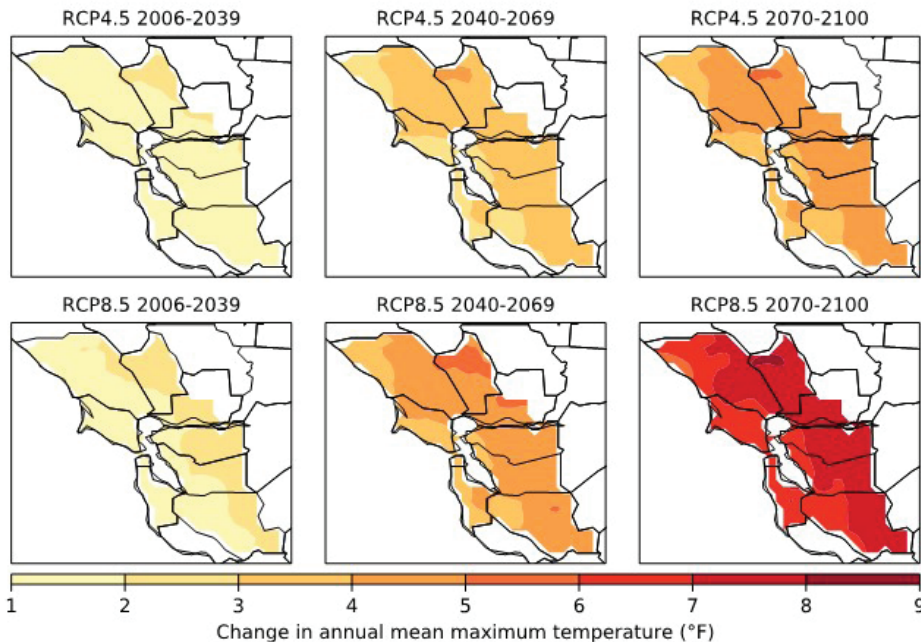 RCP4.5 2006-2039 RCP4.5 2040-2069 RCP4.5 2070-2100
RCP8.5 2006-2039 RCP8.5 2040-2069 RCP8.5 2070-2100
1 2 3 4 5 6 7 8 9
Change in annual mean maximum temperature (°F)